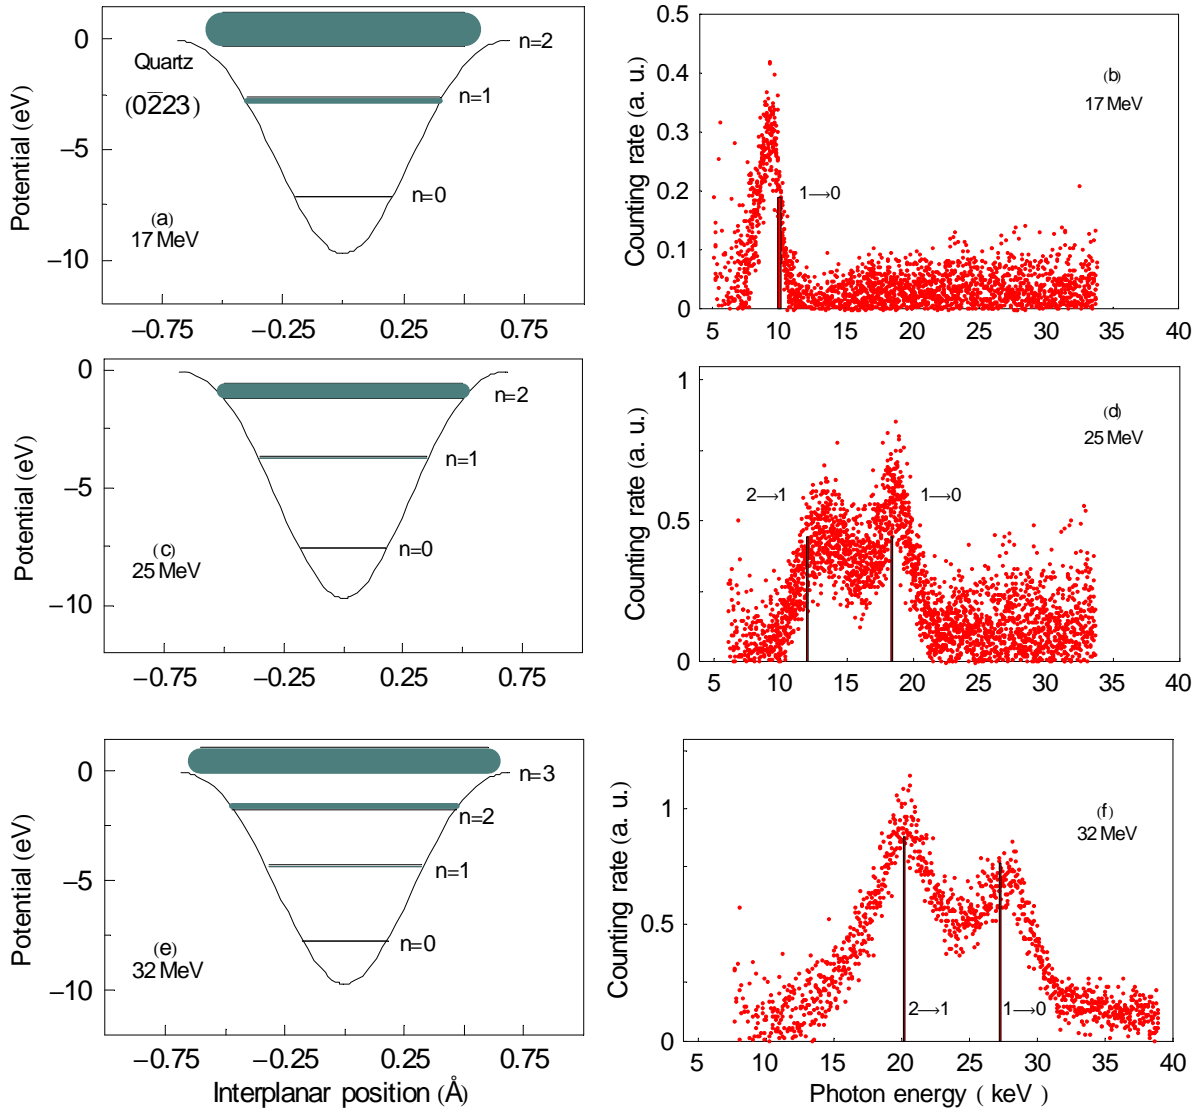 0
−5
−10
Potential (eV)
Quartz
(02̅2̅3)
n=2
n=1
n=0
(a)
17 MeV
−0.75
−0.25
0.25
0.75
0.5
0.4
0.3
0.2
0.1
0
Counting rate (a. u.)
(b)
17 MeV
1→0
5 10 15 20 25 30 35 40
0
−5
−10
Potential (eV)
n=2
n=1
n=0
(c)
25 MeV
−0.75
−0.25
0.25
0.75
1
0.5
0
Counting rate (a. u.)
(d)
25 MeV
2→1
1→0
5 10 15 20 25 30 35 40
0
−5
−10
Potential (eV)
n=3
n=2
n=1
n=0
(e)
32 MeV
−0.75
−0.25
0.25
0.75
Interplanar position (Å)
1
0.5
0
Counting rate (a. u.)
(f)
32 MeV
2→1
1→0
5 10 15 20 25 30 35 40
Photon energy ( keV)